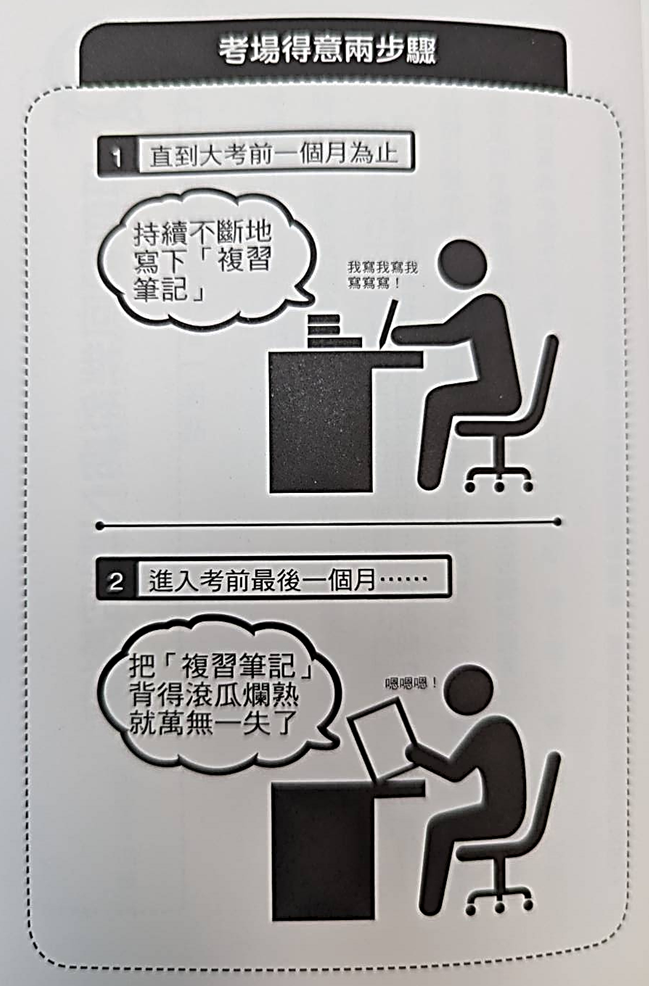 考場得意兩步驟
1 直到大考前一個月為止
持續不斷地
寫下「複習
筆記」
我寫我寫我
寫寫寫!
2 進入考前最後一個月……
把「複習筆記」
背得滾瓜爛熟
就萬無一失了
嗯嗯嗯!